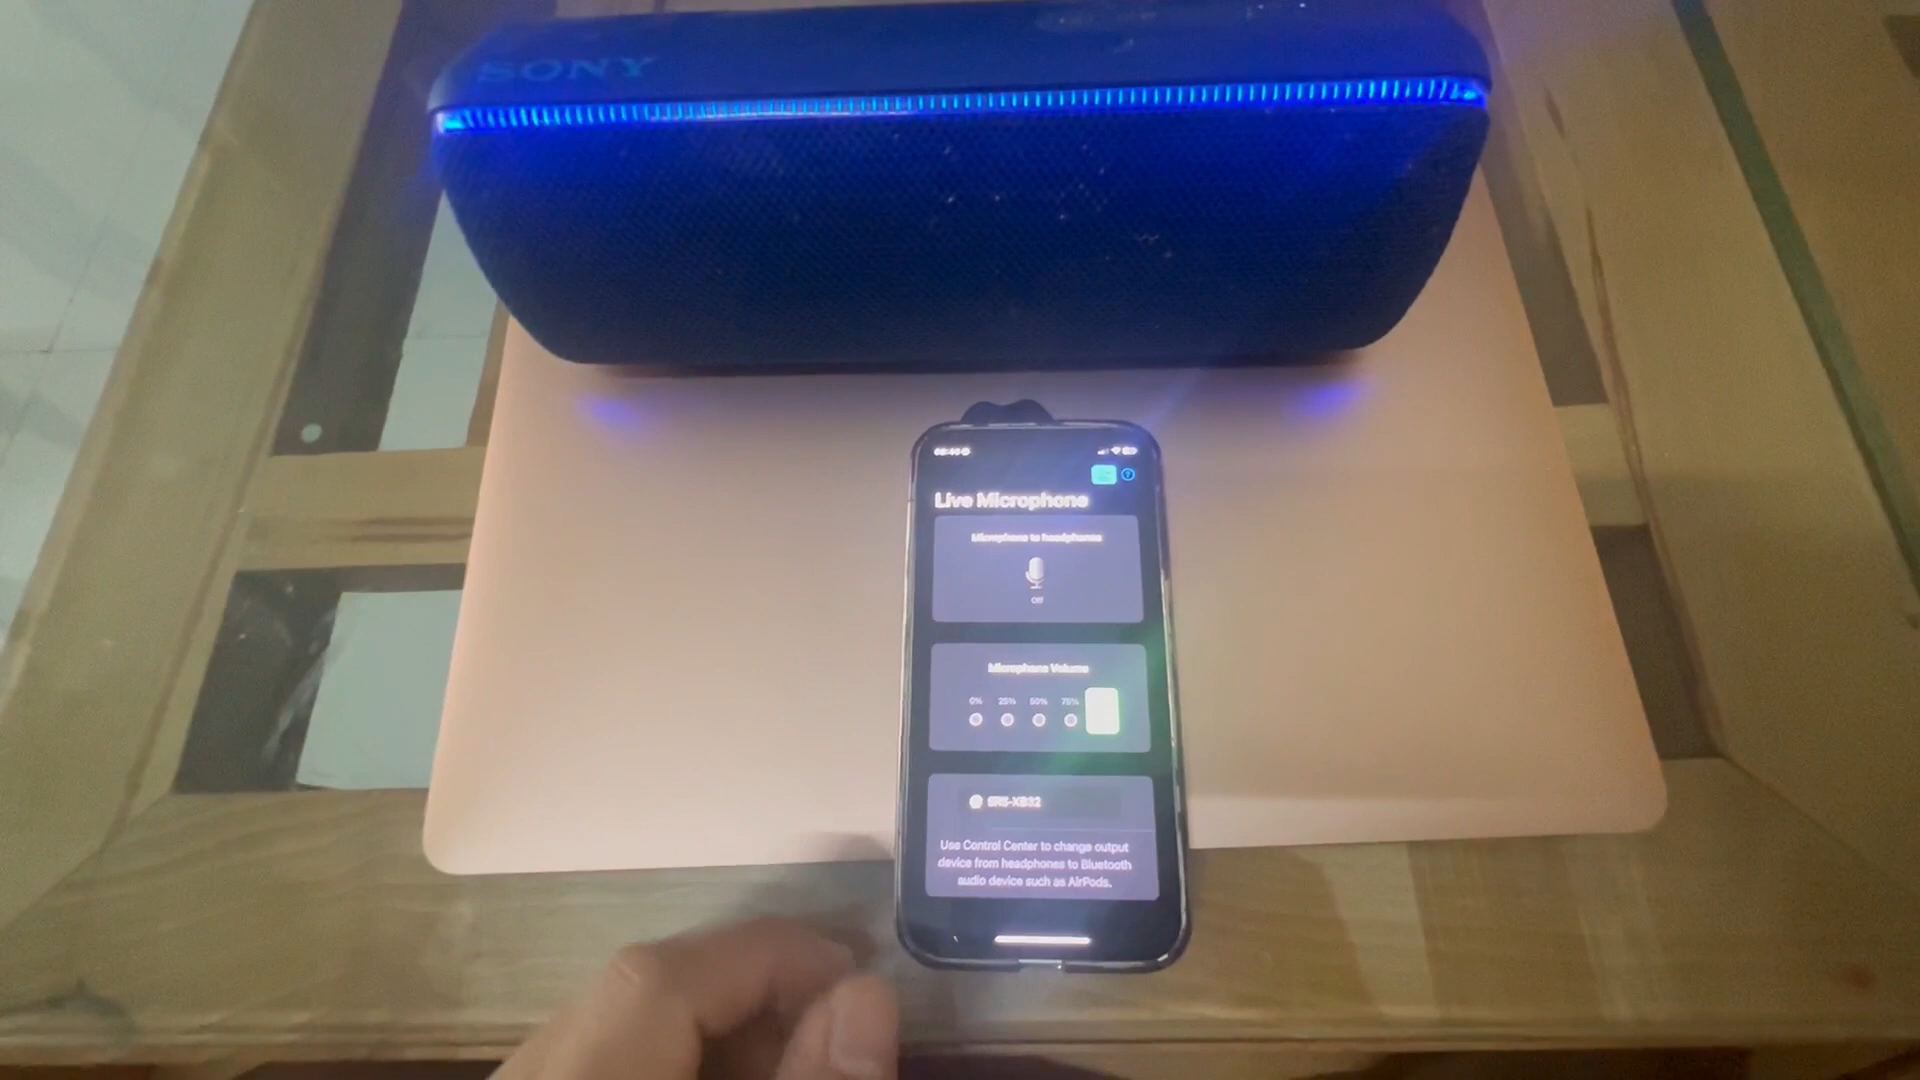 SONY
Live Microphone
Microphone to headphones
Off
Microphone Volume
0% 25% 50% 75%
SRS-XB32
Use Control Center to change output
device from headphones to Bluetooth
audio device such as AirPods.